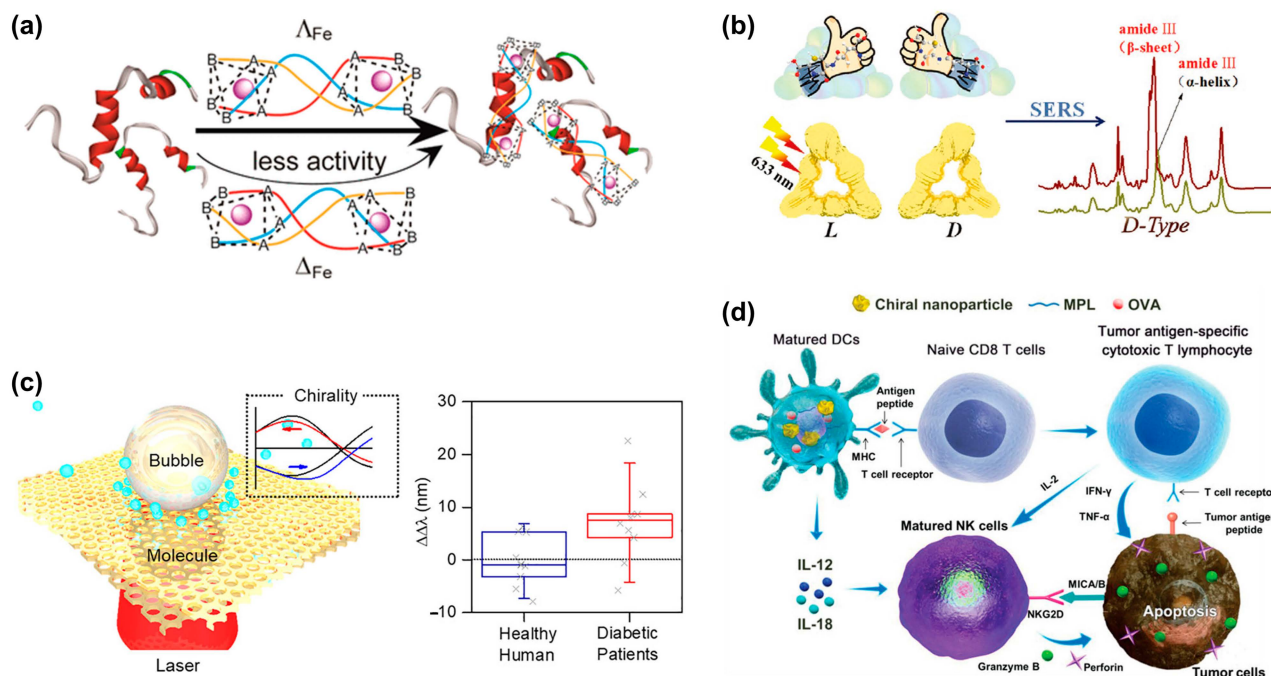 (a)
ΛFe
B
A
A
B
B
A
A
B
B
A
A
B
less activity
B
A
A
B
B
A
A
B
B
A
A
B
ΔFe
(b)
amide III
(β-sheet)
amide III
(α-helix)
SERS
633 nm
L
D
D-Type
(c)
Chirality
Bubble
Molecule
Laser
ΔΔλ (nm)
30
20
10
0
−10
Healthy
Human
Diabetic
Patients
(d)
Chiral nanoparticle
MPL
OVA
Matured DCs
Naive CD8 T cells
Tumor antigen-specific
cytotoxic T lymphocyte
Antigen
peptide
MHC
T cell receptor
IL-2
IFN-γ
TNF-α
T cell recepto
Tumor antigen
peptide
Matured NK cells
IL-12
IL-18
MICA/B
NKG2D
Apoptosis
Granzyme B
Perforin
Tumor cells